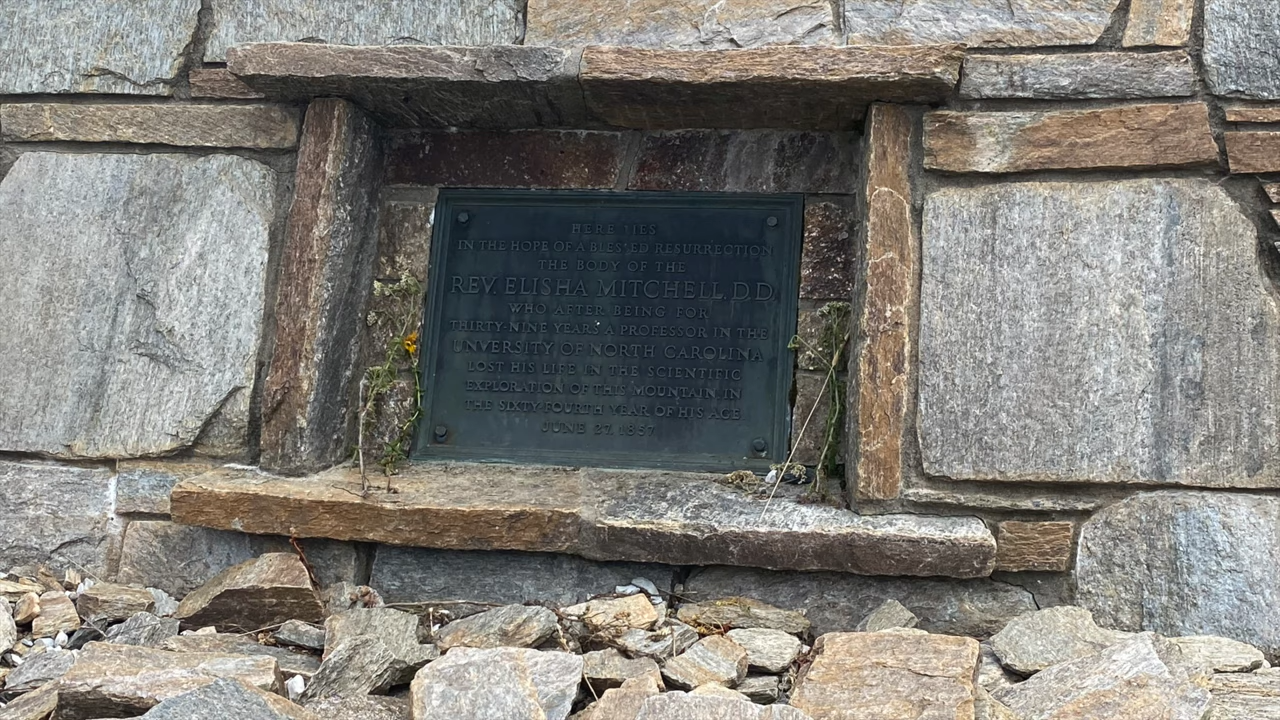 HERE LIES
IN THE HOPE OF A BLESSED RESURRECTION
THE BODY OF THE
REV. ELISHA MITCHELL, D.D.
WHO AFTER BEING FOR
THIRTY-NINE YEARS A PROFESSOR IN THE
UNVERSITY OF NORTH CAROLINA
LOST HIS LIFE IN THE SCIENTIFIC
EXPLORATION OF THIS MOUNTAIN, IN
THE SIXTY-FOURTH YEAR OF HIS AGE
JUNE 27, 1857